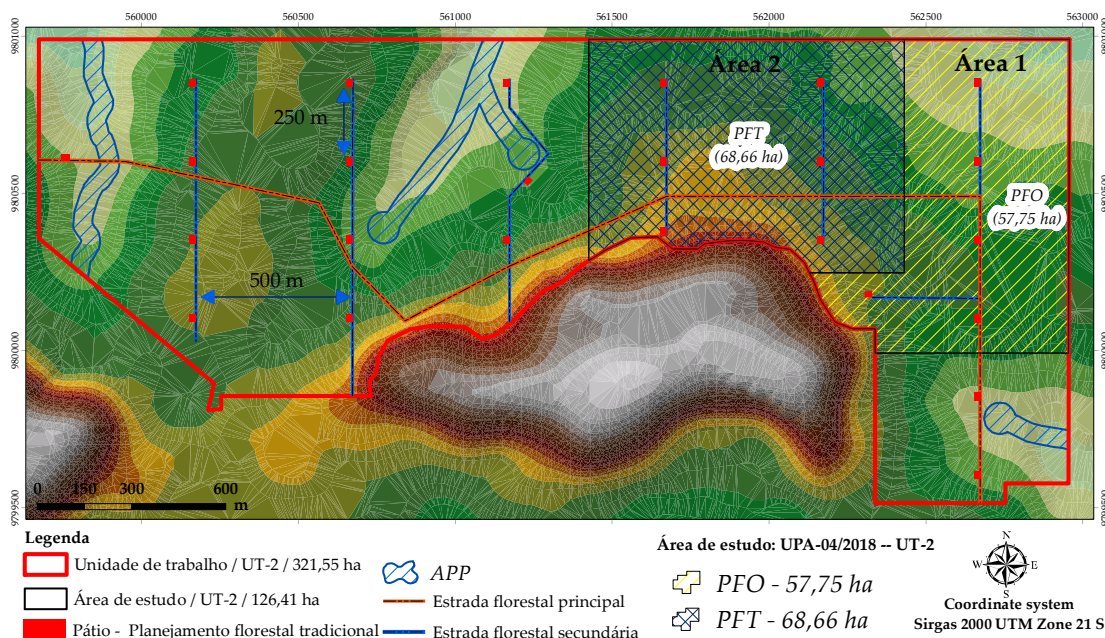 560000 560500 561000 561500 562000 562500 563000
9801000 9801000
9800500 9800500
9800000 9800000
9799500 9799500
Área 2
Área 1
250 m
PFT
(68,66 ha)
PFO
(57,75 ha)
500 m
0 150 300 600
m
Legenda
Unidade de trabalho / UT-2 / 321,55 ha
Área de estudo / UT-2 / 126,41 ha
Pátio - Planejamento florestal tradicional
APP
Estrada florestal principal
Estrada florestal secundária
Área de estudo: UPA-04/2018 -- UT-2
PFO - 57,75 ha
PFT - 68,66 ha
N
W E
S
Coordinate system
Sirgas 2000 UTM Zone 21 S